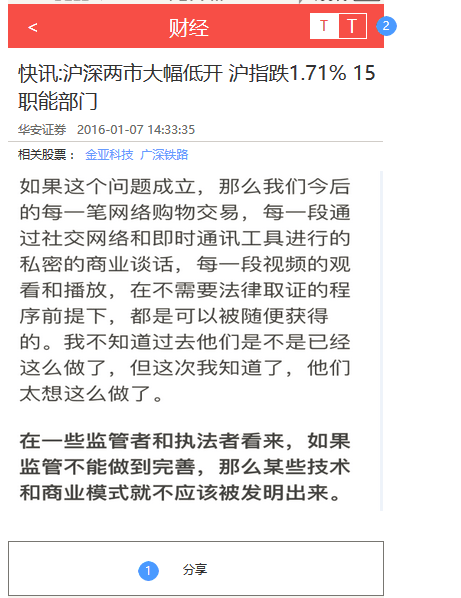 < 财经 T T 2
快讯:沪深两市大幅低开 沪指跌1.71% 15
职能部门
华安证券 2016-01-07 14:33:35
相关股票： 金亚科技 广深铁路
如果这个问题成立，那么我们今后
的每一笔网络购物交易，每一段通
过社交网络和即时通讯工具进行的
私密的商业谈话，每一段视频的观
看和播放，在不需要法律取证的程
序前提下，都是可以被随便获得
的。我不知道过去他们是不是已经
这么做了，但这次我知道了，他们
太想这么做了。
在一些监管者和执法者看来，如果
监管不能做到完善，那么某些技术
和商业模式就不应该被发明出来。
1 分享